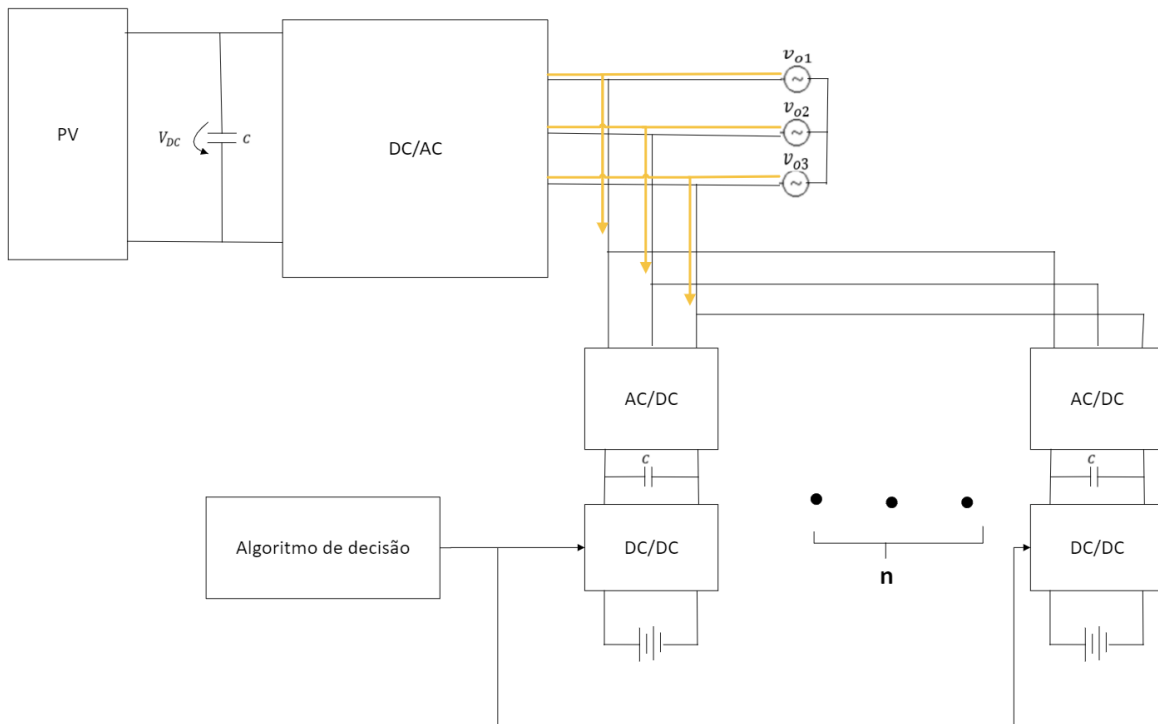 PV
V_DC
C
DC/AC
v_o1
v_o2
v_o3
AC/DC
AC/DC
C
C
Algoritmo de decisão
DC/DC
n
DC/DC